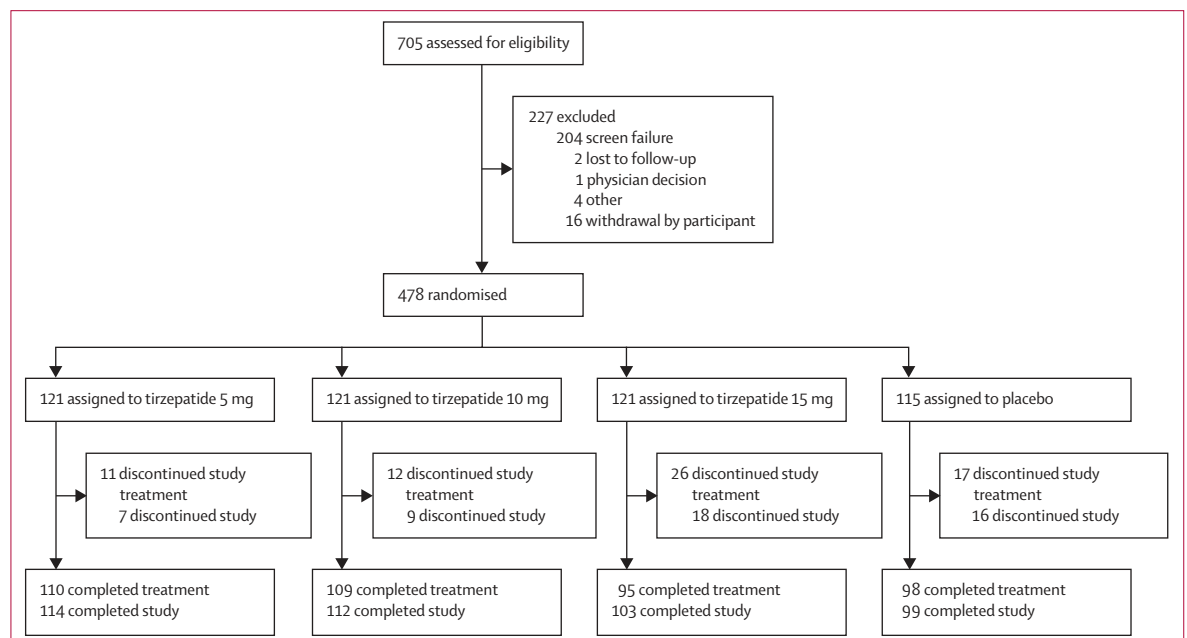 705 assessed for eligibility
227 excluded
204 screen failure
2 lost to follow-up
1 physician decision
4 other
16 withdrawal by participant
478 randomised
121 assigned to tirzepatide 5 mg
121 assigned to tirzepatide 10 mg
121 assigned to tirzepatide 15 mg
115 assigned to placebo
11 discontinued study
treatment
7 discontinued study
12 discontinued study
treatment
9 discontinued study
26 discontinued study
treatment
18 discontinued study
17 discontinued study
treatment
16 discontinued study
110 completed treatment
114 completed study
109 completed treatment
112 completed study
95 completed treatment
103 completed study
98 completed treatment
99 completed study